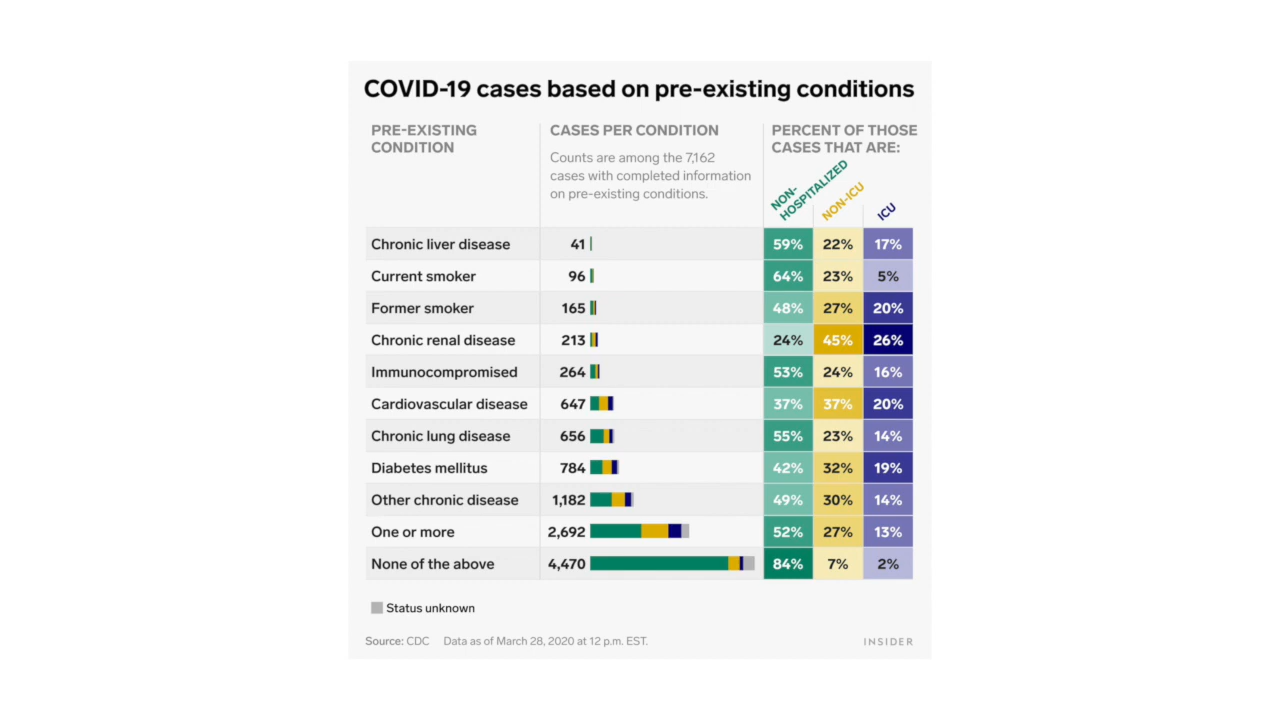 COVID-19 cases based on pre-existing conditions
PRE-EXISTING
CONDITION
CASES PER CONDITION
Counts are among the 7,162
cases with completed information
on pre-existing conditions.
PERCENT OF THOSE
CASES THAT ARE:
NON-
HOSPITALIZED
NON-ICU
ICU
Chronic liver disease 41 59% 22% 17%
Current smoker 96 64% 23% 5%
Former smoker 165 48% 27% 20%
Chronic renal disease 213 24% 45% 26%
Immunocompromised 264 53% 24% 16%
Cardiovascular disease 647 37% 37% 20%
Chronic lung disease 656 55% 23% 14%
Diabetes mellitus 784 42% 32% 19%
Other chronic disease 1,182 49% 30% 14%
One or more 2,692 52% 27% 13%
None of the above 4,470 84% 7% 2%
Status unknown
Source: CDC Data as of March 28, 2020 at 12 p.m. EST.
INSIDER